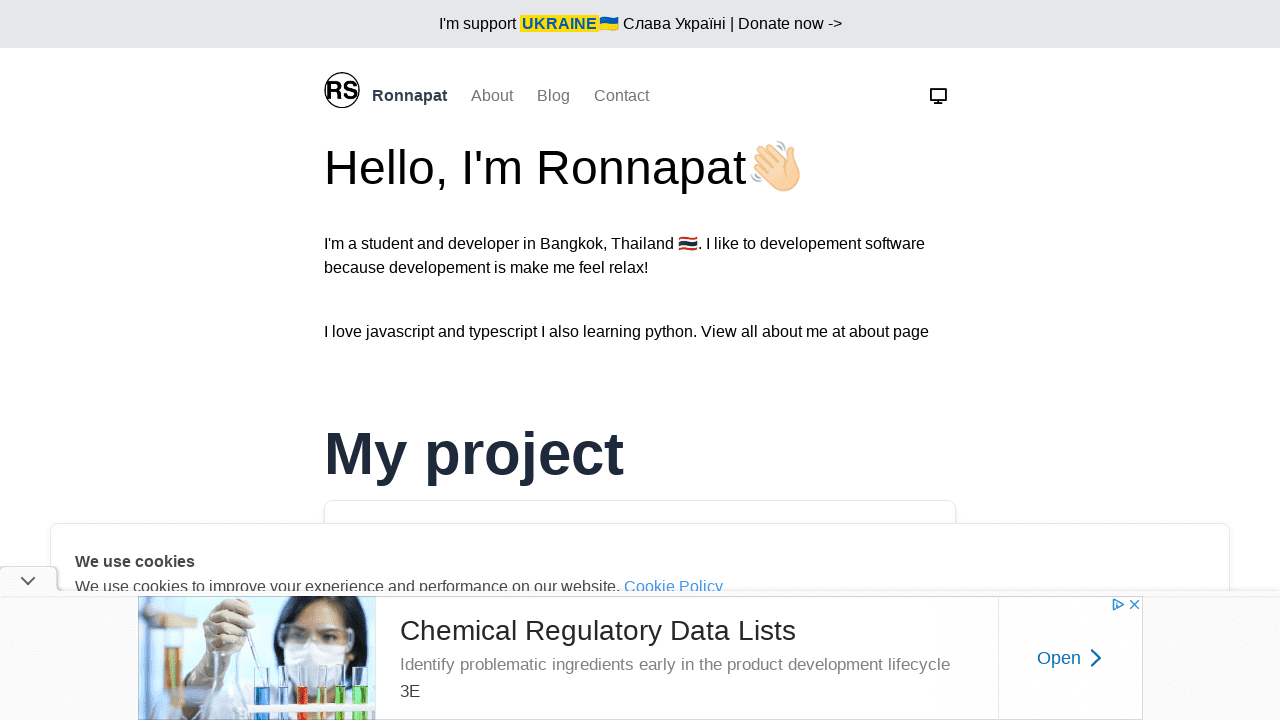 I'm support UKRAINE🇺🇦 Слава Україні | Donate now ->
RS Ronnapat About Blog Contact
Hello, I'm Ronnapat👋🏻
I'm a student and developer in Bangkok, Thailand 🇹🇭. I like to developement software
because developement is make me feel relax!
I love javascript and typescript I also learning python. View all about me at about page
My project
We use cookies
We use cookies to improve your experience and performance on our website. Cookie Policy
Chemical Regulatory Data Lists
Identify problematic ingredients early in the product development lifecycle
3E
Open